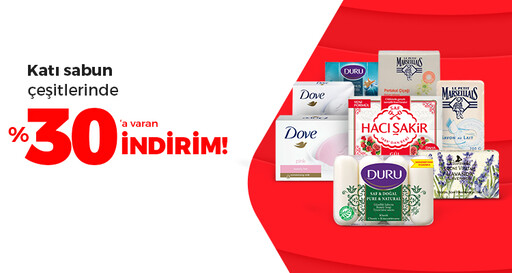 Katı sabun
çeşitlerinde
%30'a varan
İNDİRİM!
DURU
LE PETIT
MARSEILLAIS
Dove
LE PETIT
MARSEILLAIS
HACI ŞAKİR
Dove
pink
DURU
SAF & DOĞAL
PURE & NATURAL